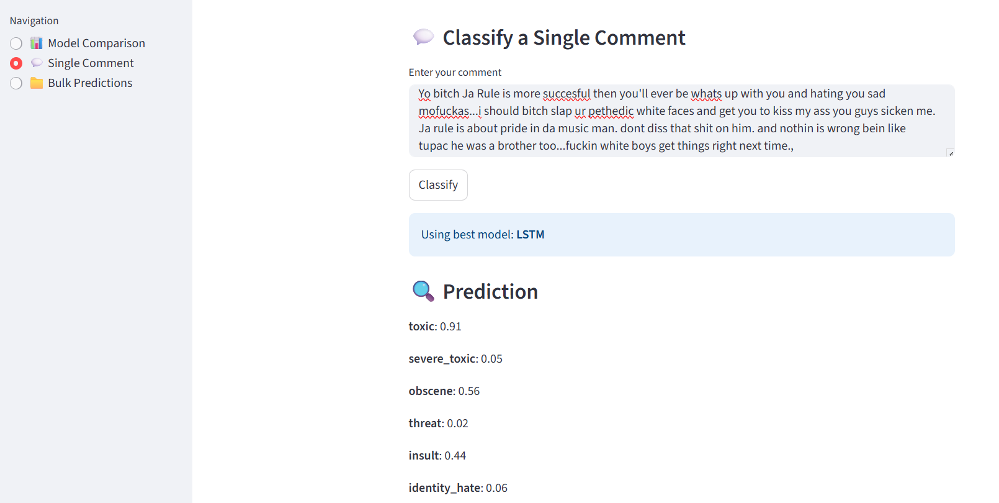 Navigation
Model Comparison
Single Comment
Bulk Predictions
Classify a Single Comment
Enter your comment
Yo bitch Ja Rule is more succesful then you'll ever be whats up with you and hating you sad
mofuckas...i should bitch slap ur pethedic white faces and get you to kiss my ass you guys sicken me.
Ja rule is about pride in da music man. dont diss that shit on him. and nothin is wrong bein like
tupac he was a brother too...fuckin white boys get things right next time.,
Classify
Using best model: LSTM
Prediction
toxic: 0.91
severe_toxic: 0.05
obscene: 0.56
threat: 0.02
insult: 0.44
identity_hate: 0.06